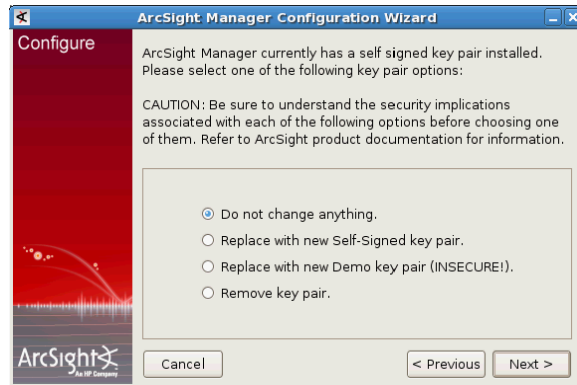 ArcSight Manager Configuration Wizard
Configure
ArcSight Manager currently has a self signed key pair installed.
Please select one of the following key pair options:
CAUTION: Be sure to understand the security implications
associated with each of the following options before choosing one
of them. Refer to ArcSight product documentation for information.
Do not change anything.
Replace with new Self-Signed key pair.
Replace with new Demo key pair (INSECURE!).
Remove key pair.
ArcSight
An HP Company
Cancel
< Previous
Next >